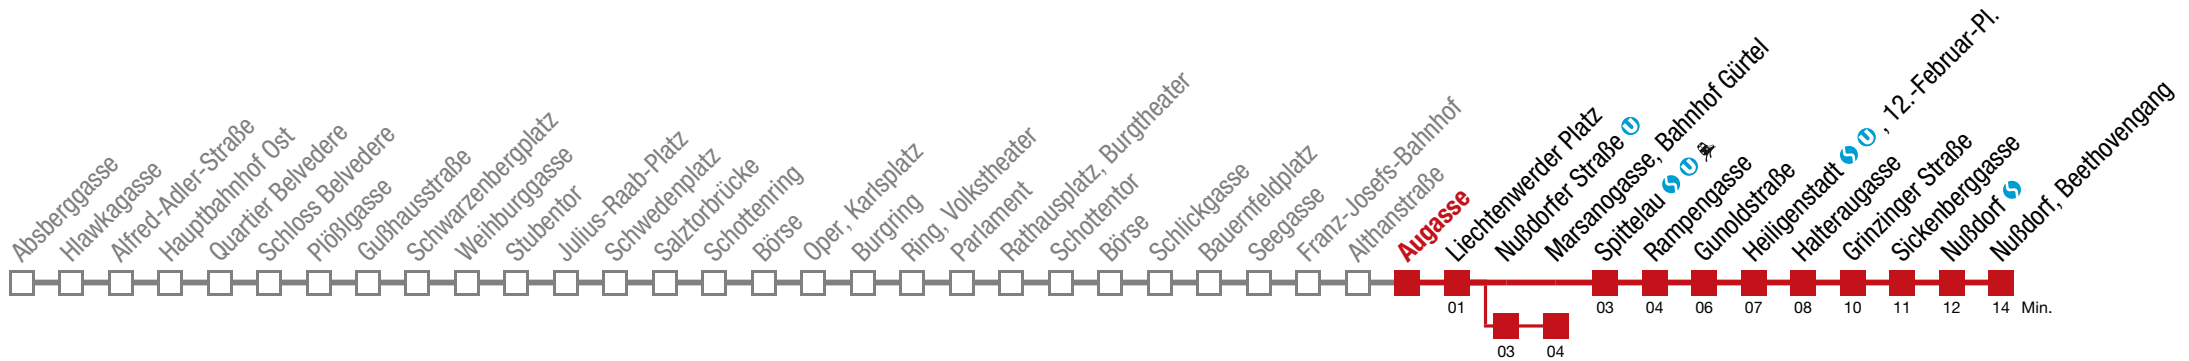 Absberggasse
Hlawkagasse
Alfred-Adler-Straße
Hauptbahnhof Ost
Quartier Belvedere
Schloss Belvedere
Plößlgasse
Gußhausstraße
Schwarzenbergplatz
Weihburggasse
Stubentor
Julius-Raab-Platz
Schwedenplatz
Salztorbrücke
Schottenring
Börse
Oper, Karlsplatz
Burgring
Ring, Volkstheater
Parlament
Rathausplatz, Burgtheater
Schottentor
Börse
Schlickgasse
Bauernfeldplatz
Seegasse
Franz-Josefs-Bahnhof
Althanstraße
Augasse
Liechtenwerder Platz
Nußdorfer Straße U
Marsanogasse, Bahnhof Gürtel
Spittelau S U
Rampengasse
Gunoldstraße
Heiligenstadt S U , 12.-Februar-Pl.
Halteraugasse
Grinzinger Straße
Sickenberggasse
Nußdorf S
Nußdorf, Beethovengang
01 03 04 06 07 08 10 11 12 14 Min.
03 04